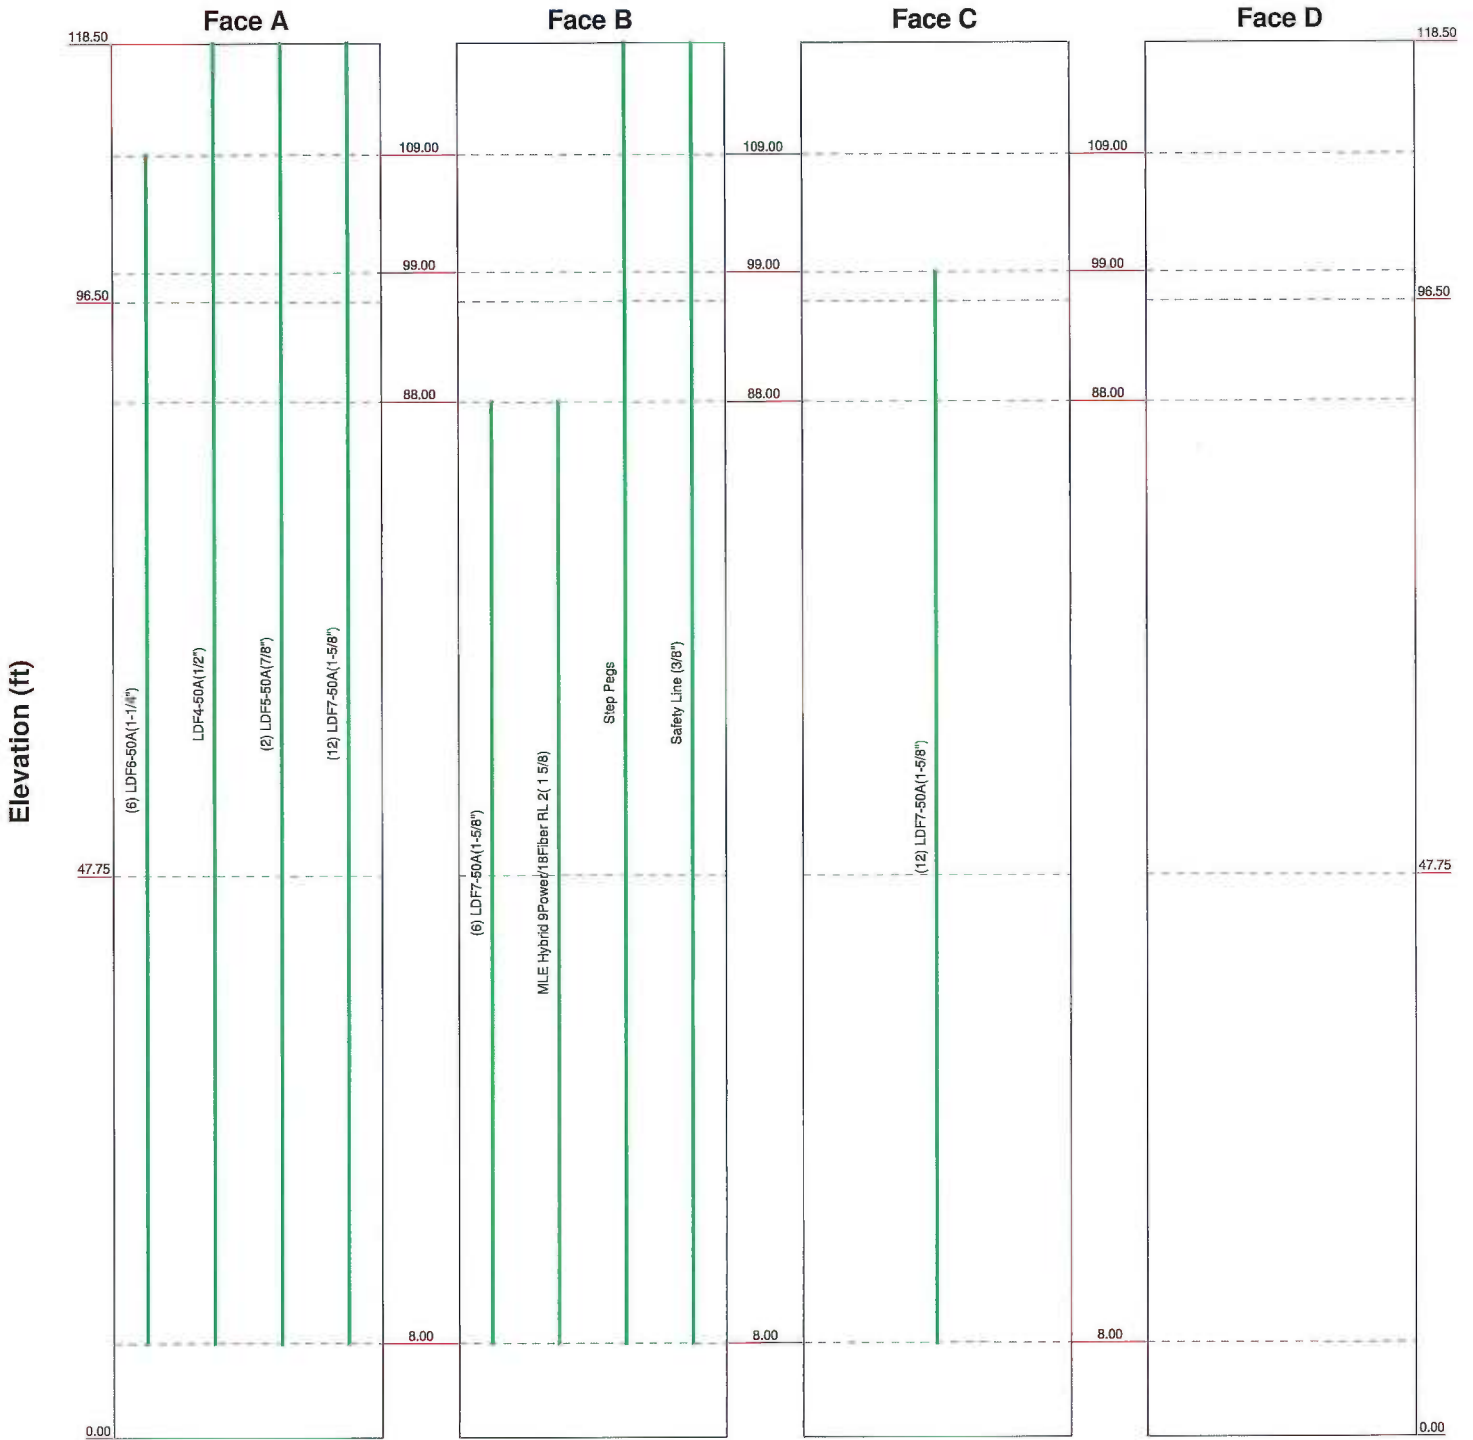 Face A
Face B
Face C
Face D
118.50
118.50
109.00
109.00
109.00
99.00
99.00
99.00
96.50
96.50
88.00
88.00
88.00
Elevation (ft)
(6) LDF6-50A(1-1/4")
LDF4-50A(1/2")
(2) LDF5-50A(7/8")
(12) LDF7-50A(1-5/8")
(6) LDF7-50A(1-5/8")
MLE Hybrid 9Power/18Fiber RL 2( 1 5/8)
Step Pegs
Safety Line (3/8")
(12) LDF7-50A(1-5/8")
47.75
47.75
8.00
8.00
8.00
0.00
0.00